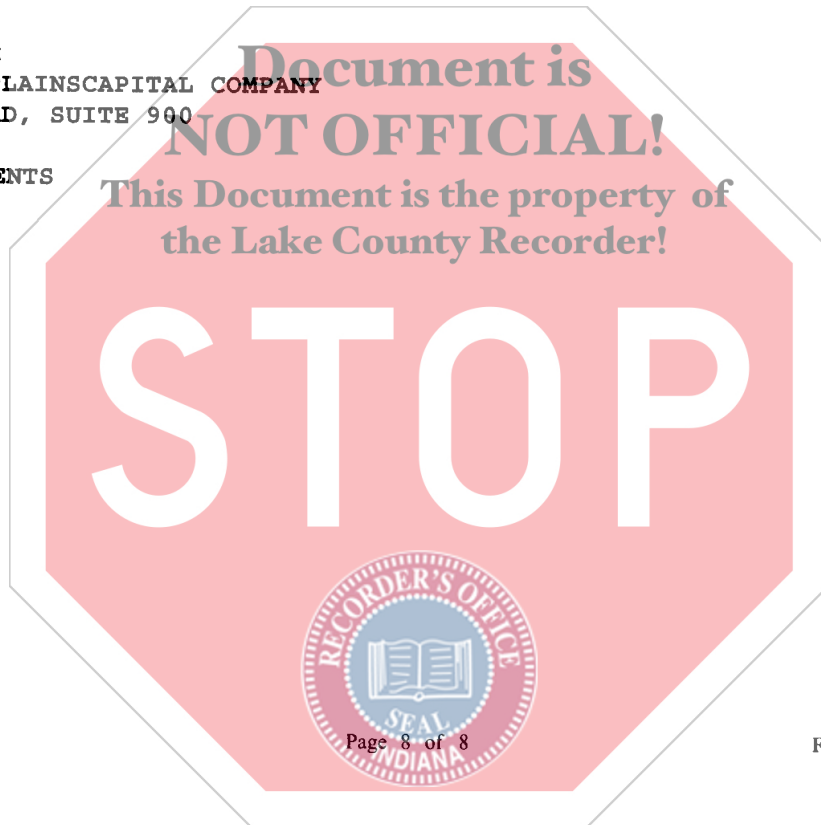 Document is
LAINSCAPITAL COMPANY
D, SUITE 900
NOT OFFICIAL!
ENTS
This Document is the property of
the Lake County Recorder!
STOP
RECORDER'S OFFICE
SEAL
Page 8 of 8
INDIANA